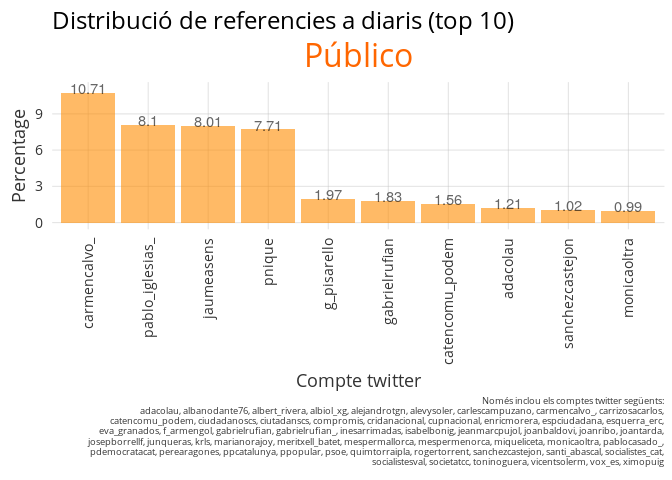 Distribució de referencies a diaris (top 10)
Público
Percentage
9
6
3
0
10.71
8.1
8.01
7.71
1.97
1.83
1.56
1.21
1.02
0.99
carmencalvo_
pablo_iglesias_
jaumeasens
pnique
g_pisarello
gabrielrufian
catencomu_podem
adacolau
sanchezcastejon
monicaoltra
Compte twitter
Només inclou els comptes twitter següents:
adacolau, albanodante76, albert_rivera, albiol_xg, alejandrotgn, alevysoler, carlescampuzano, carmencalvo_, carrizosacarlos,
catencomu_podem, ciudadanoscs, ciutadanscs, compromis, cridanacional, cupnacional, enricmorera, espciudadana, esquerra_erc,
eva_granados, f_armengol, gabrielrufian, gabrielrufian_, inesarrimadas, isabelbonig, jeanmarcpujol, joanbaldovi, joanribo, joantarda,
josepborrellf, junqueras, krls, marianorajoy, meritxell_batet, mespermallorca, mespermenorca, miqueliceta, monicaoltra, pablocasado_,
pdemocratacat, perearagones, ppcatalunya, ppopular, psoe, quimtorraipla, rogertorrent, sanchezcastejon, santi_abascal, socialistes_cat,
socialistesval, societatcc, toninoguera, vicentsolerm, vox_es, ximopuig